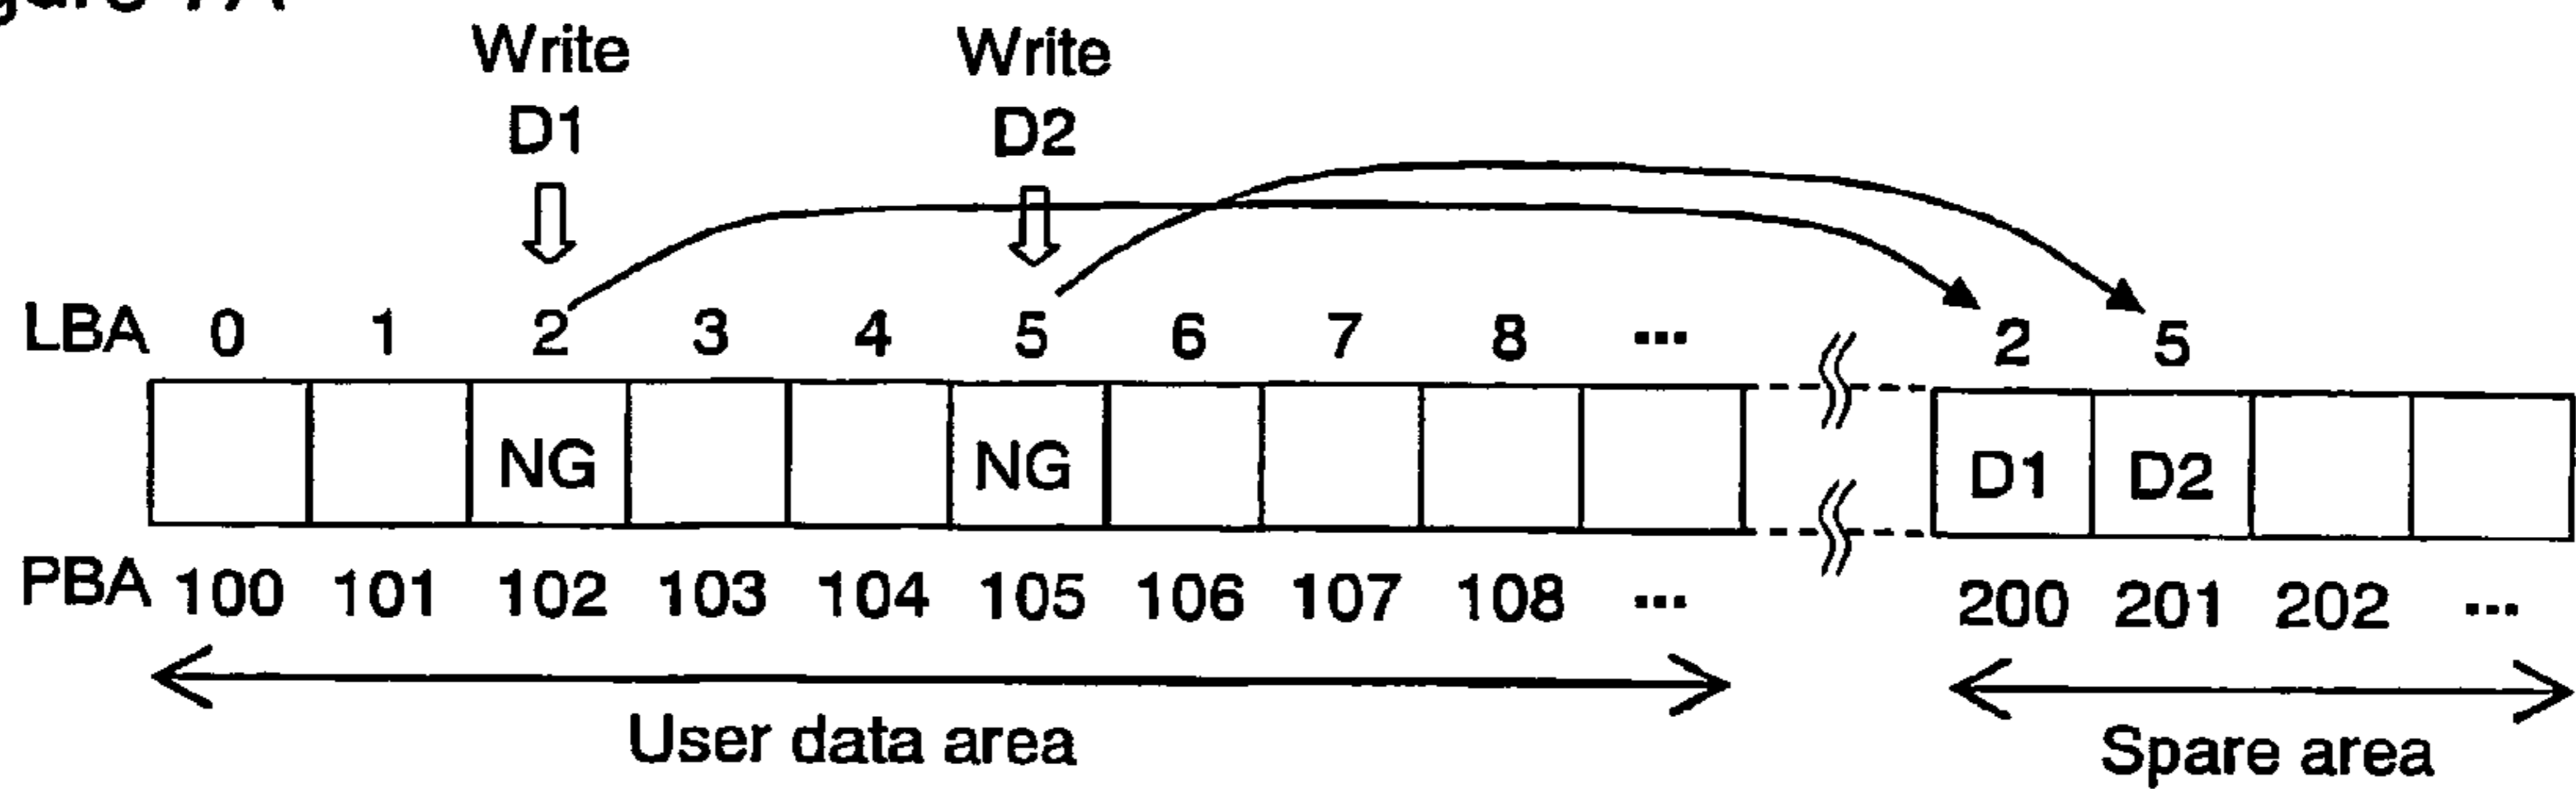 Write Write
D1 D2
LBA 0 1 2 3 4 5 6 7 8 ... 2 5
NG NG D1 D2
PBA 100 101 102 103 104 105 106 107 108 ... 200 201 202 ...
User data area Spare area